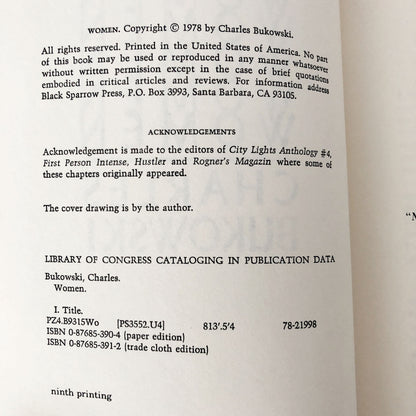 WOMEN. Copyright © 1978 by Charles Bukowski.
All rights reserved. Printed in the United States of America. No part
of this book may be used or reproduced in any manner whatsoever
without written permission except in the case of brief quotations
embodied in critical articles and reviews. For information address
Black Sparrow Press, P.O. Box 3993, Santa Barbara, CA 93105.
ACKNOWLEDGEMENTS
Acknowledgement is made to the editors of City Lights Anthology #4,
First Person Intense, Hustler and Rogner's Magazin where some of
these chapters originally appeared.
The cover drawing is by the author.
LIBRARY OF CONGRESS CATALOGING IN PUBLICATION DATA
Bukowski, Charles.
Women.
I. Title.
PZ4.B9315Wo [PS3552.U4] 813'.5'4 78-21998
ISBN 0-87685-390-4 (paper edition)
ISBN 0-87685-391-2 (trade cloth edition)
ninth printing
"M